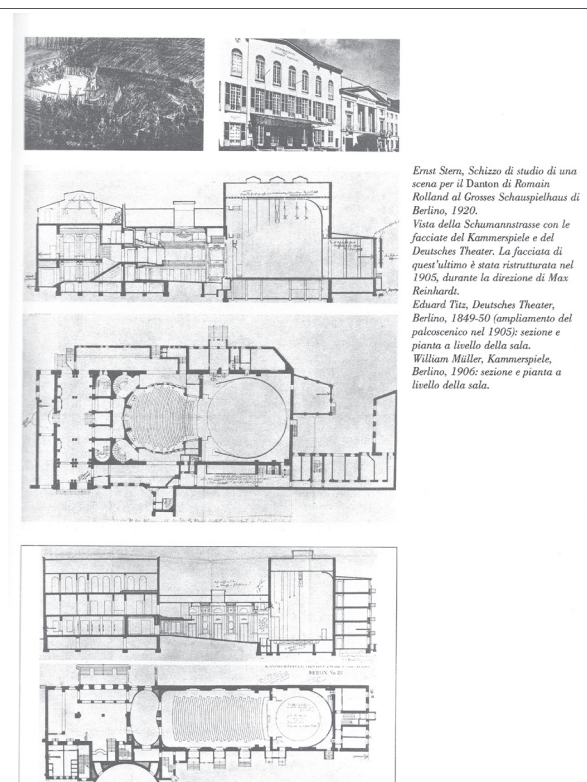 Ernst Stern, Schizzo di studio di una
scena per il Danton di Romain
Rolland al Grosses Schauspielhaus di
Berlino, 1920.
Vista della Schumannstrasse con le
facciate del Kammerspiele e del
Deutsches Theater. La facciata di
quest'ultimo è stata ristrutturata nel
1905, durante la direzione di Max
Reinhardt.
Eduard Titz, Deutsches Theater,
Berlino, 1849-50 (ampliamento del
palcoscenico nel 1905): sezione e
pianta a livello della sala.
William Müller, Kammerspiele,
Berlino, 1906: sezione e pianta a
livello della sala.